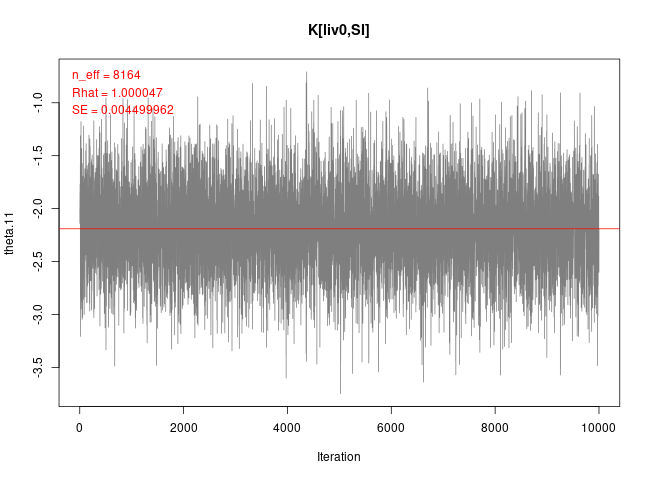 K[liv0,SI]
n_eff = 8164
Rhat = 1.000047
SE = 0.004499962
-1.0
-1.5
-2.0
-2.5
-3.0
-3.5
theta.11
0 2000 4000 6000 8000 10000
Iteration